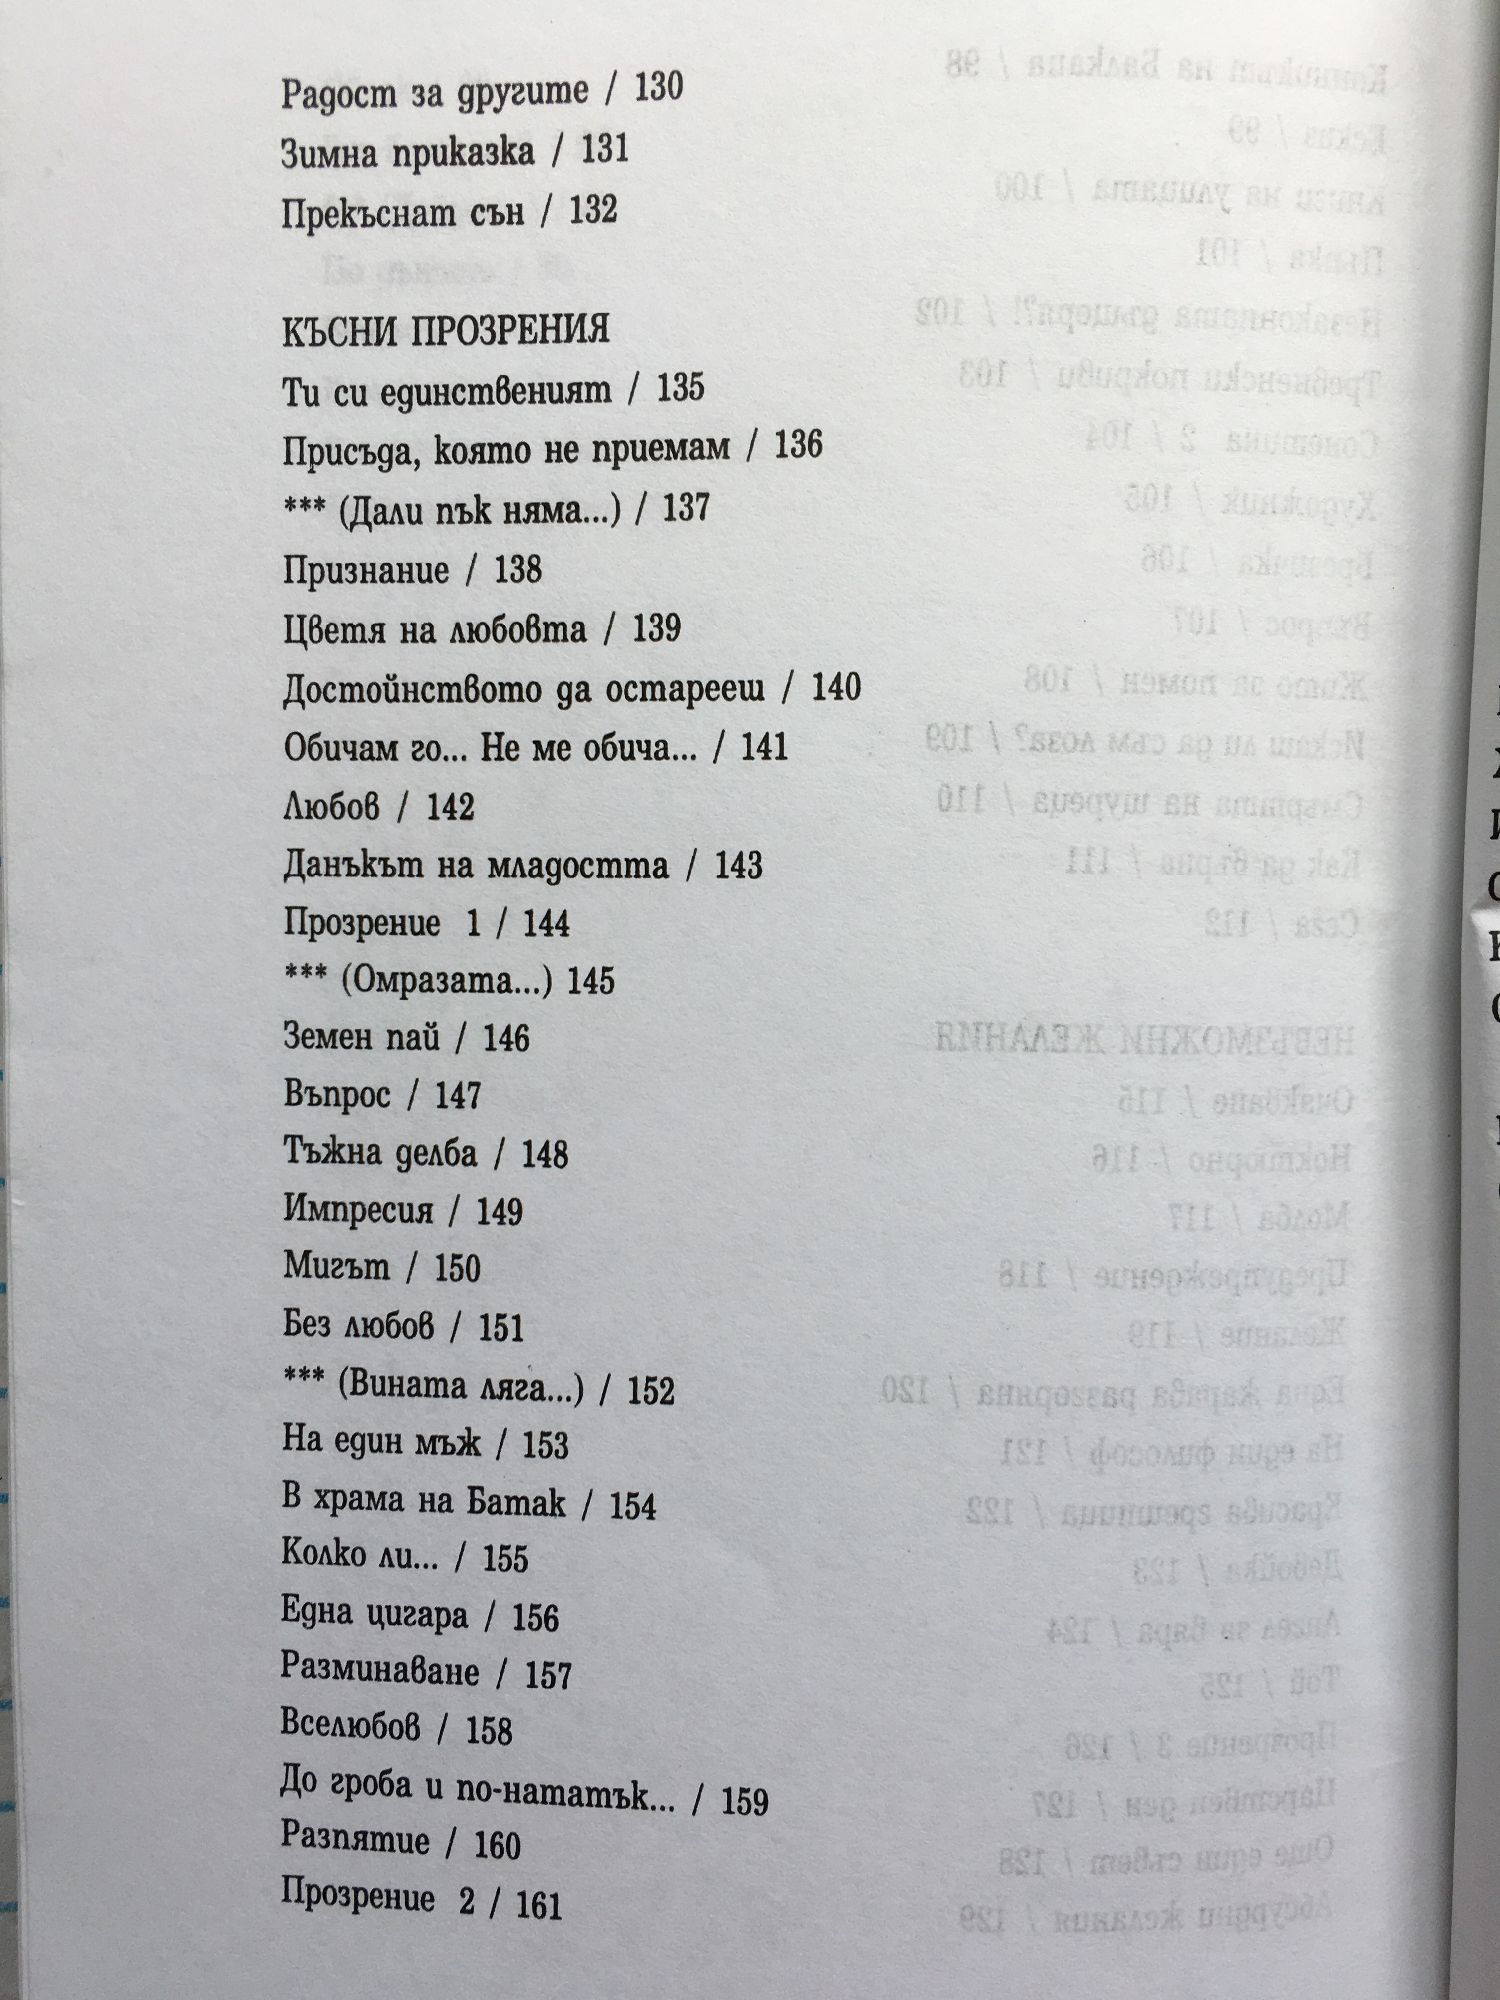 Радост за другите / 130
Зимна приказка / 131
Прекъснат сън / 132
КЪСНИ ПРОЗРЕНИЯ
Ти си единственият / 135
Присъда, която не приемам / 136
*** (Дали пък няма...) / 137
Признание / 138
Цветя на любовта / 139
Достойнството да остарееш / 140
Обичам го... Не ме обича... / 141
Любов / 142
Данъкът на младостта / 143
Прозрение 1 / 144
*** (Омразата...) 145
Земен пай / 146
Въпрос / 147
Тъжна делба / 148
Импресия / 149
Мигът / 150
Без любов / 151
*** (Вината ляга...) / 152
На един мъж / 153
В храма на Батак / 154
Колко ли... / 155
Една цигара / 156
Разминаване / 157
Вселюбов / 158
До гроба и по-нататък... / 159
Разпятие / 160
Прозрение 2 / 161